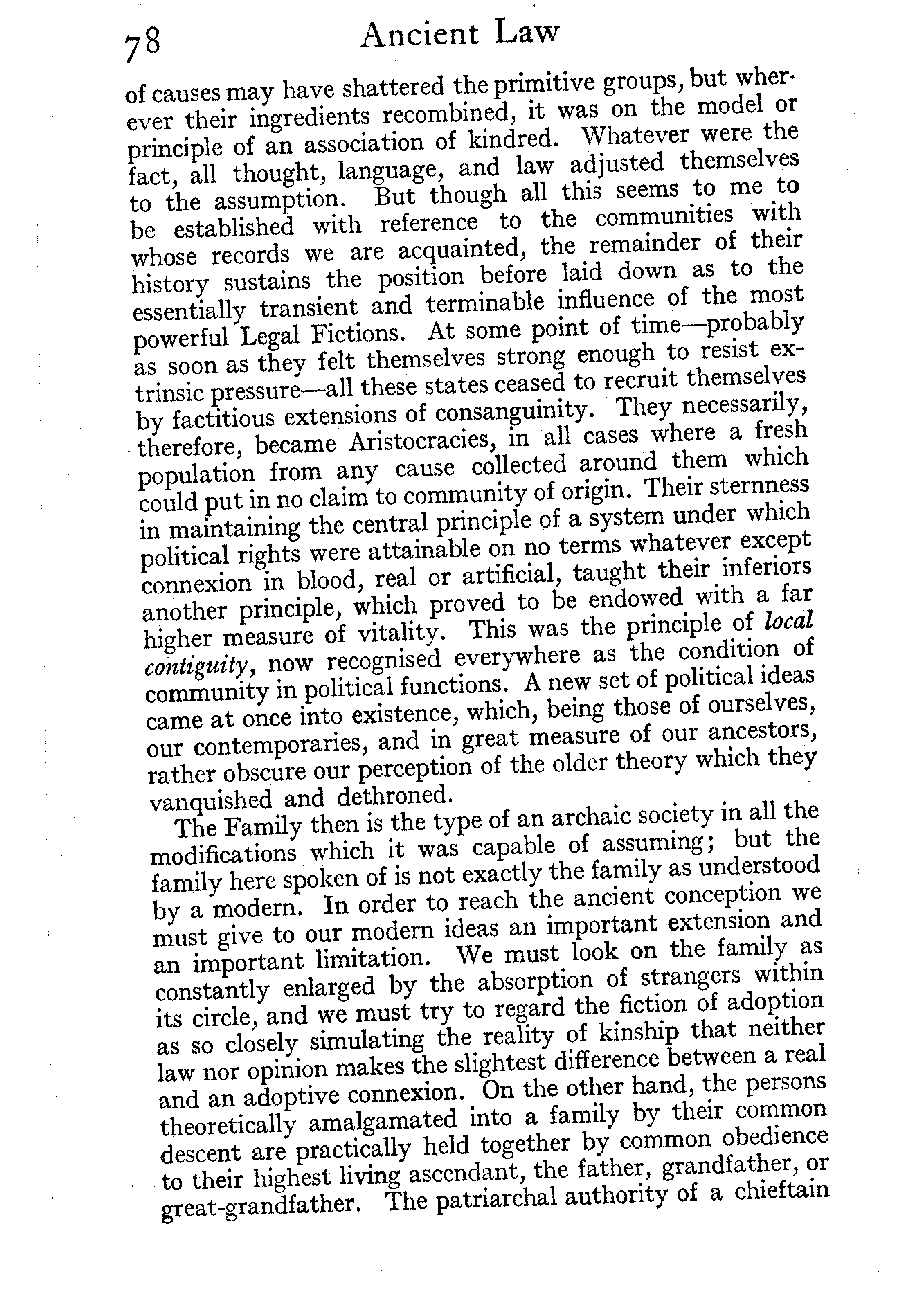 78 Ancient Law
of causes may have shattered the primitive groups, but wher-
ever their ingredients recombined, it was on the model or
principle of an association of kindred. Whatever were the
fact, all thought, language, and law adjusted themselves
to the assumption. But though all this seems to me to
be established with reference to the communities with
whose records we are acquainted, the remainder of their
history sustains the position before laid down as to the
essentially transient and terminable influence of the most
powerful Legal Fictions. At some point of time—probably
as soon as they felt themselves strong enough to resist ex-
trinsic pressure—all these states ceased to recruit themselves
by factitious extensions of consanguinity. They necessarily,
therefore, became Aristocracies, in all cases where a fresh
population from any cause collected around them which
could put in no claim to community of origin. Their sternness
in maintaining the central principle of a system under which
political rights were attainable on no terms whatever except
connexion in blood, real or artificial, taught their inferiors
another principle, which proved to be endowed with a far
higher measure of vitality. This was the principle of local
contiguity, now recognised everywhere as the condition of
community in political functions. A new set of political ideas
came at once into existence, which, being those of ourselves,
our contemporaries, and in great measure of our ancestors,
rather obscure our perception of the older theory which they
vanquished and dethroned.
The Family then is the type of an archaic society in all the
modifications which it was capable of assuming; but the
family here spoken of is not exactly the family as understood
by a modern. In order to reach the ancient conception we
must give to our modern ideas an important extension and
an important limitation. We must look on the family as
constantly enlarged by the absorption of strangers within
its circle, and we must try to regard the fiction of adoption
as so closely simulating the reality of kinship that neither
law nor opinion makes the slightest difference between a real
and an adoptive connexion. On the other hand, the persons
theoretically amalgamated into a family by their common
descent are practically held together by common obedience
to their highest living ascendant, the father, grandfather, or
great-grandfather. The patriarchal authority of a chieftain